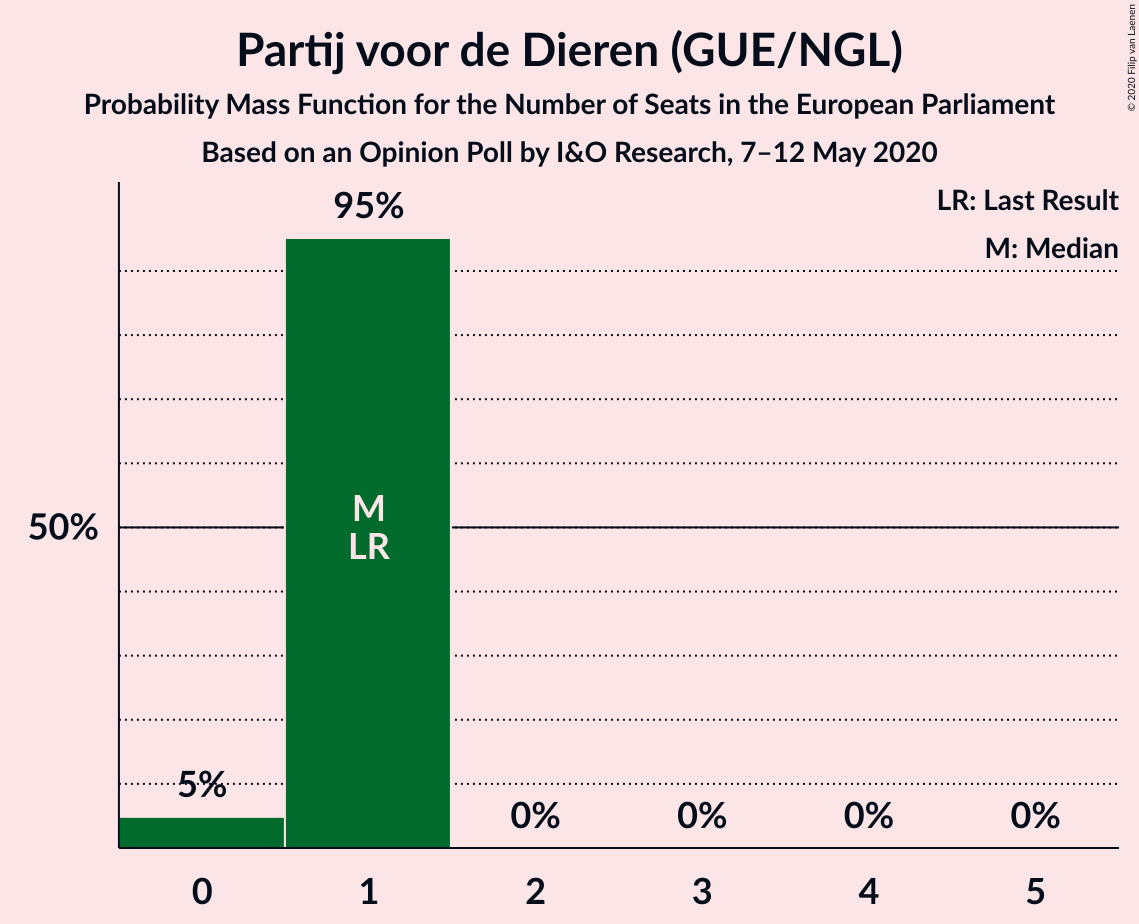 Partij voor de Dieren (GUE/NGL)
Probability Mass Function for the Number of Seats in the European Parliament
Based on an Opinion Poll by I&O Research, 7–12 May 2020
© 2020 Filip van Laenen
LR: Last Result
M: Median
95%
50%
M
LR
5%
0%
0%
0%
0%
0
1
2
3
4
5